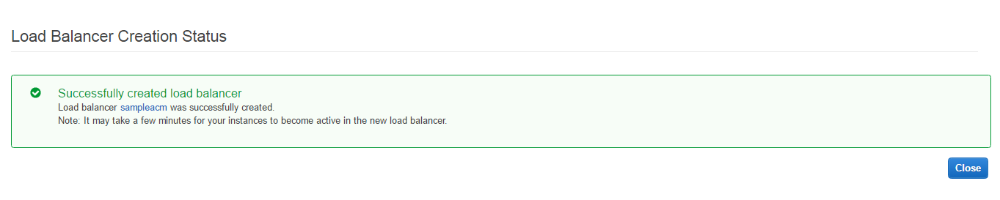 Load Balancer Creation Status
Successfully created load balancer
Load balancer sampleacm was successfully created.
Note: It may take a few minutes for your instances to become active in the new load balancer.
Close